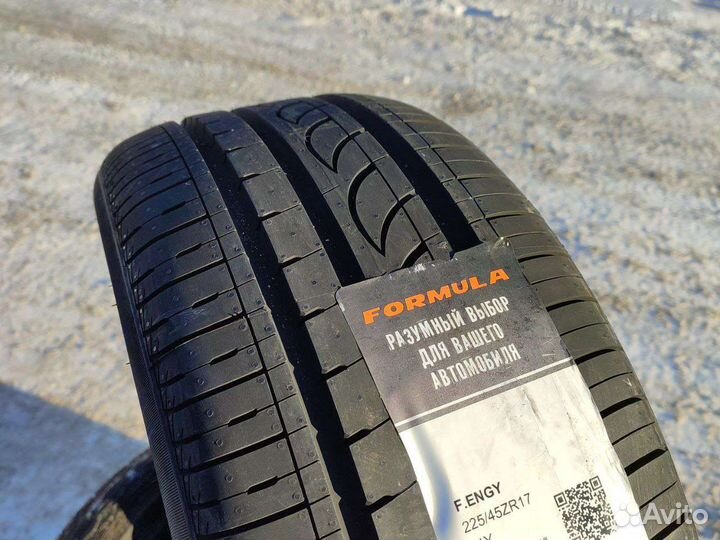 FORMULA
РАЗУМНЫЙ ВЫБОР
ДЛЯ ВАШЕГО
АВТОМОБИЛЯ
F.ENGY
225/45ZR17
Avito